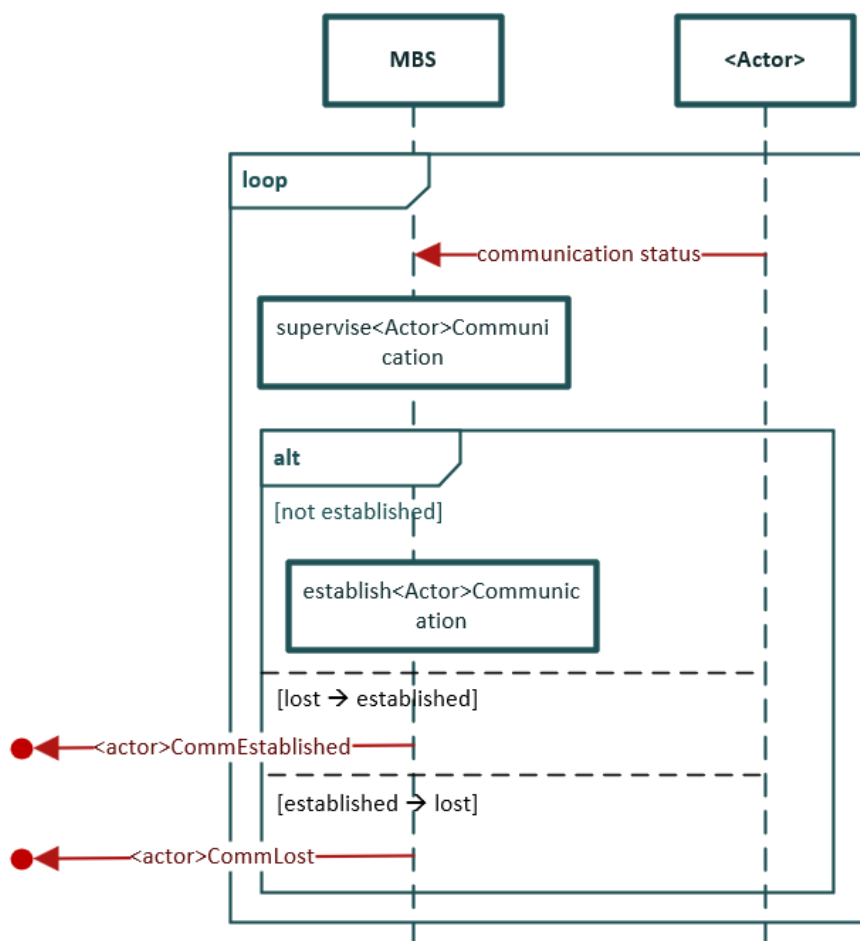 MBS
<Actor>
loop
communication status
supervise<Actor>Communi
cation
alt
[not established]
establish<Actor>Communic
ation
[lost → established]
<actor>CommEstablished
[established → lost]
<actor>CommLost